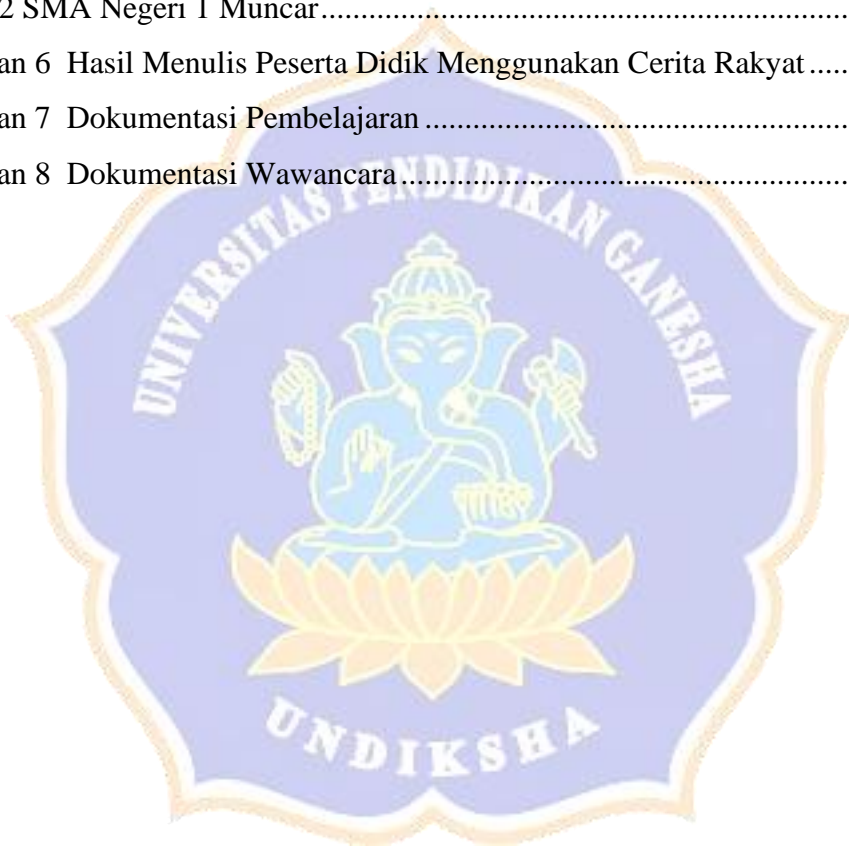 2 SMA Negeri 1 Muncar
an 6 Hasil Menulis Peserta Didik Menggunakan Cerita Rakyat
an 7 Dokumentasi Pembelajaran
an 8 Dokumentasi Wawancara
UNIVERSITAS PENDIDIKAN GANESHA
UNDIKSHA